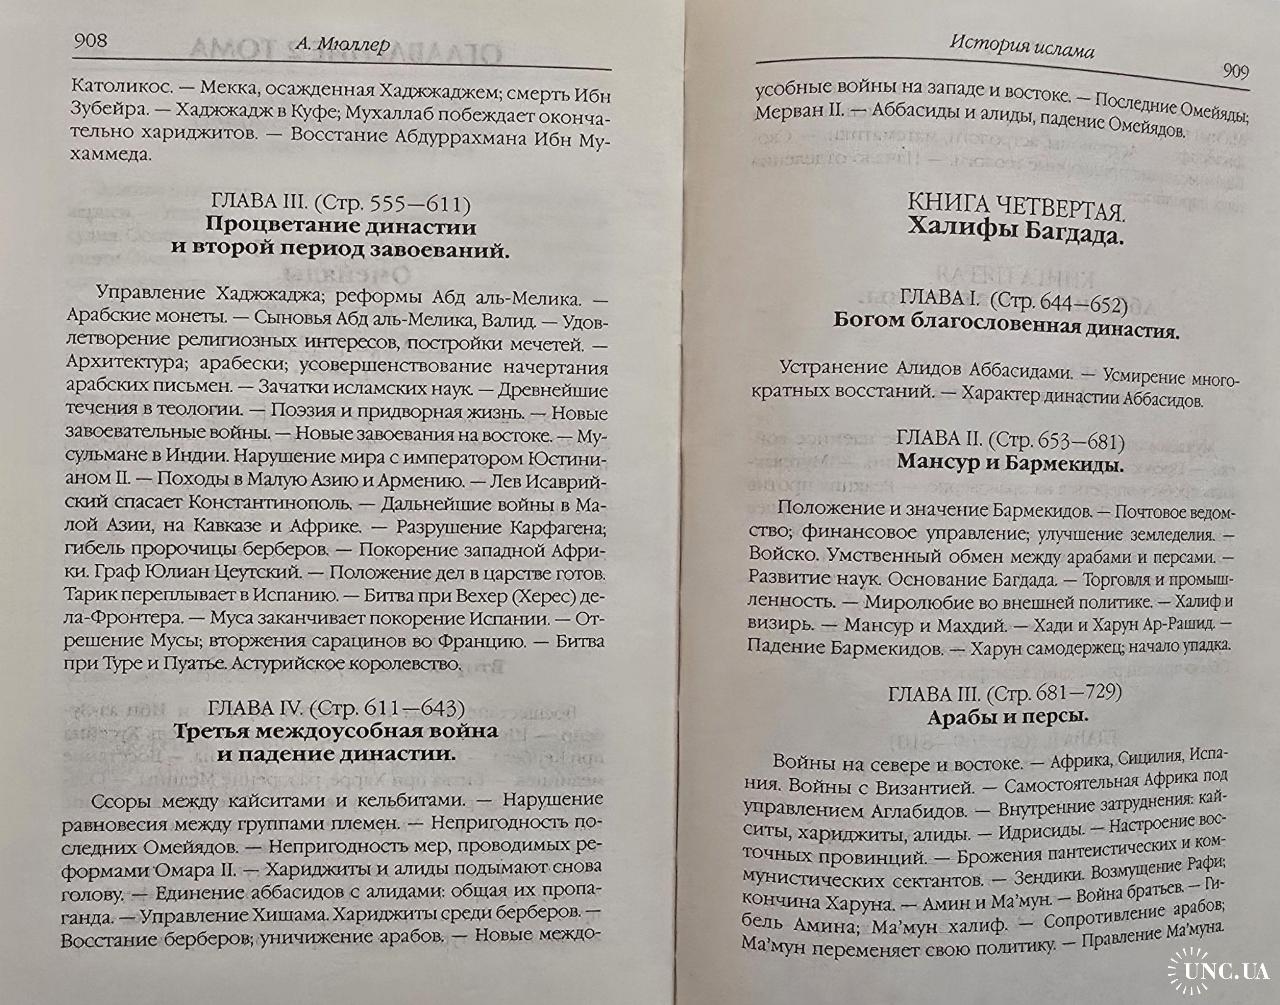 908
А. Мюллер
Католикос. — Мекка, осажденная Хаджжаджем; смерть Ибн
Зубейра. — Хаджжадж в Куфе; Мухаллаб побеждает оконча-
тельно хариджитов. — Восстание Абдуррахмана Ибн Му-
хаммеда.
ГЛАВА III. (Стр. 555—611)
Процветание династии
и второй период завоеваний.
Управление Хаджжаджа; реформы Абд аль-Мелика. —
Арабские монеты. — Сыновья Абд аль-Мелика, Валид. — Удов-
летворение религиозных интересов, постройки мечетей. —
Архитектура; арабески; усовершенствование начертания
арабских письмен. — Зачатки исламских наук. — Древнейшие
течения в теологии. — Поэзия и придворная жизнь. — Новые
завоевательные войны. — Новые завоевания на востоке. — Му-
сульмане в Индии. Нарушение мира с императором Юстини-
аном II. — Походы в Малую Азию и Армению. — Лев Исаврий-
ский спасает Константинополь. — Дальнейшие войны в Ма-
лой Азии, на Кавказе и Африке. — Разрушение Карфагена;
гибель пророчицы берберов. — Покорение западной Афри-
ки. Граф Юлиан Цеутский. — Положение дел в царстве готов.
Тарик переплывает в Испанию. — Битва при Вехер (Херес) де-
ла-Фронтера. — Муса заканчивает покорение Испании. — От-
решение Мусы; вторжения сарацинов во Францию. — Битва
при Туре и Пуатье. Астурийское королевство.
ГЛАВА IV. (Стр. 611—643)
Третья междоусобная война
и падение династии.
Ссоры между кайситами и кельбитами. — Нарушение
равновесия между группами племен. — Непригодность по-
следних Омейядов. — Непригодность мер, проводимых ре-
формами Омара II. — Хариджиты и алиды подымают снова
голову. — Единение аббасидов с алидами: общая их пропа-
ганда. — Управление Хишама. Хариджиты среди берберов. —
Восстание берберов; уничижение арабов. — Новые междо-
История ислама
909
усобные войны на западе и востоке. — Последние Омейяды;
Мерван II. — Аббасиды и алиды, падение Омейядов.
КНИГА ЧЕТВЕРТАЯ.
Халифы Багдада.
ГЛАВА I. (Стр. 644—652)
Богом благословенная династия.
Устранение Алидов Аббасидами. — Усмирение много-
кратных восстаний. — Характер династии Аббасидов.
ГЛАВА II. (Стр. 653—681)
Мансур и Бармекиды.
Положение и значение Бармекидов. — Почтовое ведом-
ство; финансовое управление; улучшение земледелия. —
Войско. Умственный обмен между арабами и персами. —
Развитие наук. Основание Багдада. — Торговля и промыш-
ленность. — Миролюбие во внешней политике. — Халиф и
визирь. — Мансур и Махдий. — Хади и Харун Ар-Рашид. —
Падение Бармекидов. — Харун самодержец; начало упадка.
ГЛАВА III. (Стр. 681—729)
Арабы и персы.
Войны на севере и востоке. — Африка, Сицилия, Испа-
ния. Войны с Византией. — Самостоятельная Африка под
управлением Аглабидов. — Внутренние затруднения: кай-
ситы, хариджиты, алиды. — Идрисиды. — Настроение вос-
точных провинций. — Брожения пантеистических и ком-
мунистических сектантов. — Зендики. Возмущение Рафи;
кончина Харуна. — Амин и Ма'мун. — Война братьев. — Ги-
бель Амина; Ма'мун халиф. — Сопротивление арабов;
Ма'мун переменяет свою политику. — Правление Ма'муна.
UNC.UA